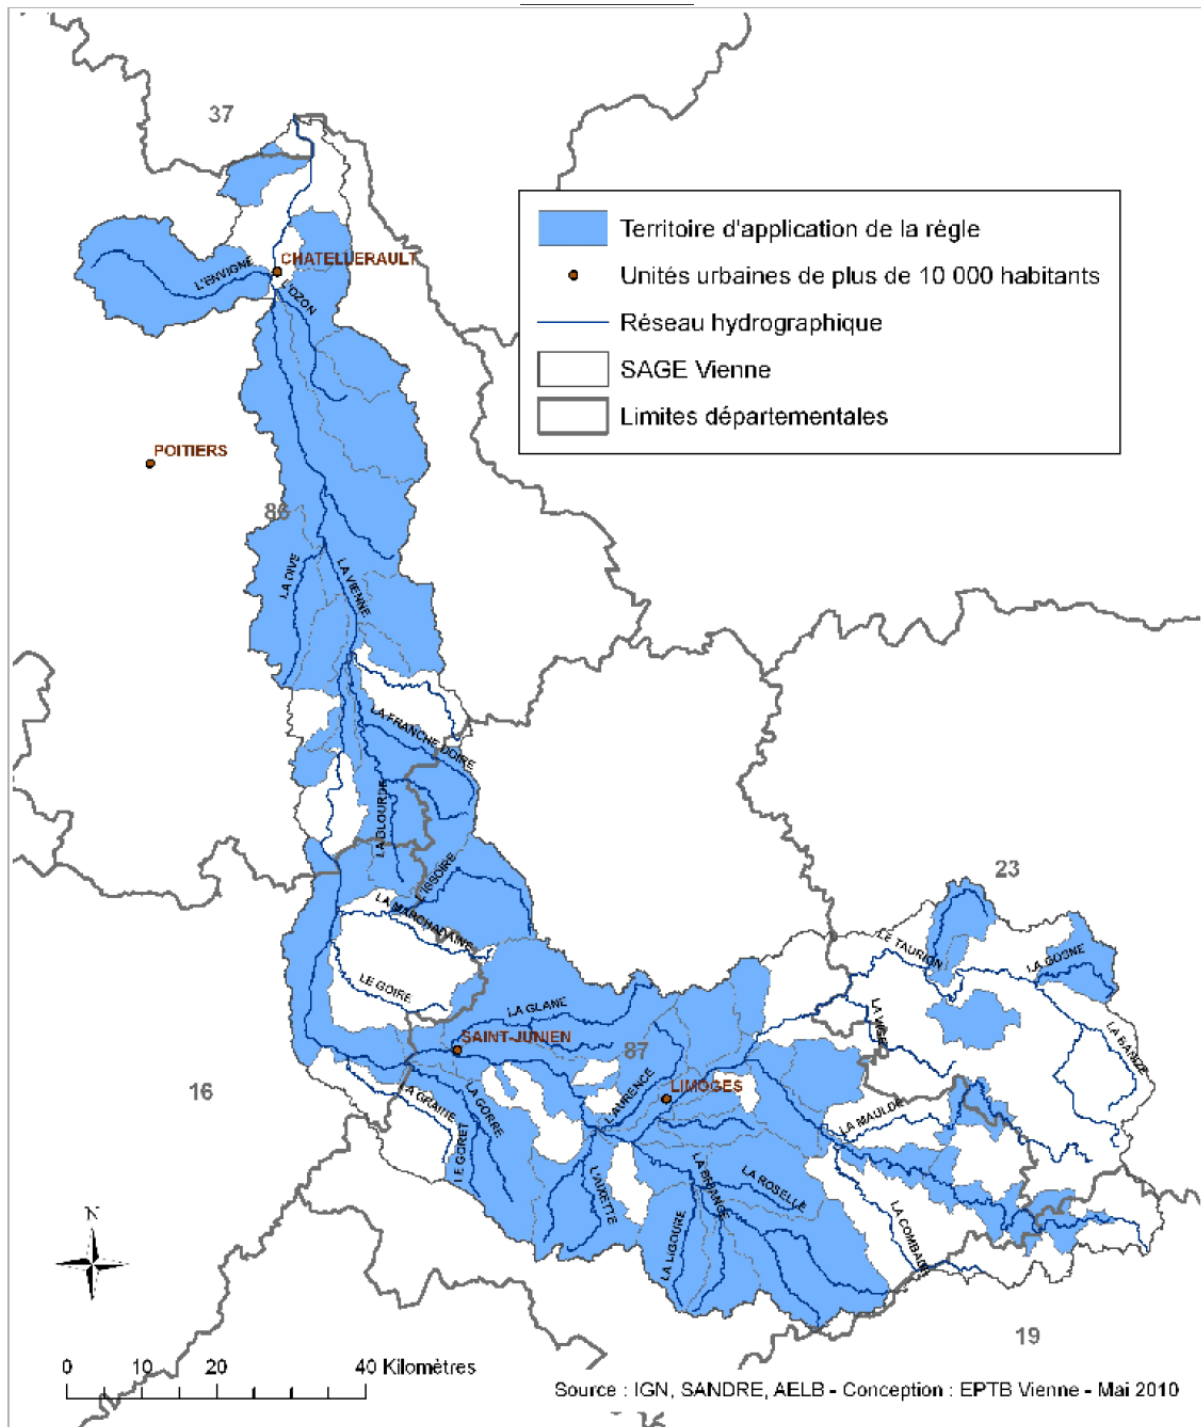 37
Territoire d'application de la règle
Unités urbaines de plus de 10 000 habitants
Réseau hydrographique
SAGE Vienne
Limites départementales
CHATELLERAULT
L'ENVIGNE
L'OZON
POITIERS
86
LA DIVE
LA VIENNE
LA FRANCHE DOIRE
LA BLOURDE
L'ISSOIRE
23
LA MARCHADAINE
LE TAURION
LA GOSNE
LE GOIRE
LA GLANE
LA VIGE
SAINT-JUNIEN
87
LA BANIZE
16
LIMOGES
L'AURENCE
LA GRAINE
LA GORRE
LE GORET
LA MAULDE
LA ROSELLE
LA BRIANCE
L'AIXETTE
LA LIGOURE
LA COMBADE
N
19
0 10 20 40 Kilomètres
Source : IGN, SANDRE, AELB - Conception : EPTB Vienne - Mai 2010